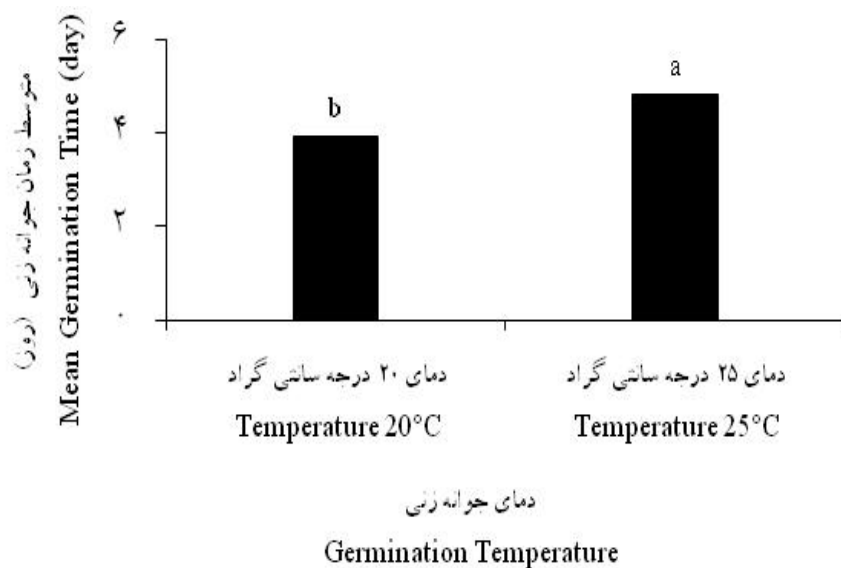 متوسط زمان جوانه زنی (روز)
Mean Germination Time (day)
۶
۴
۲
۰
b
a
دمای ۲۰ درجه سانتی گراد
Temperature 20°C
دمای ۲۵ درجه سانتی گراد
Temperature 25°C
دمای جوانه زنی
Germination Temperature